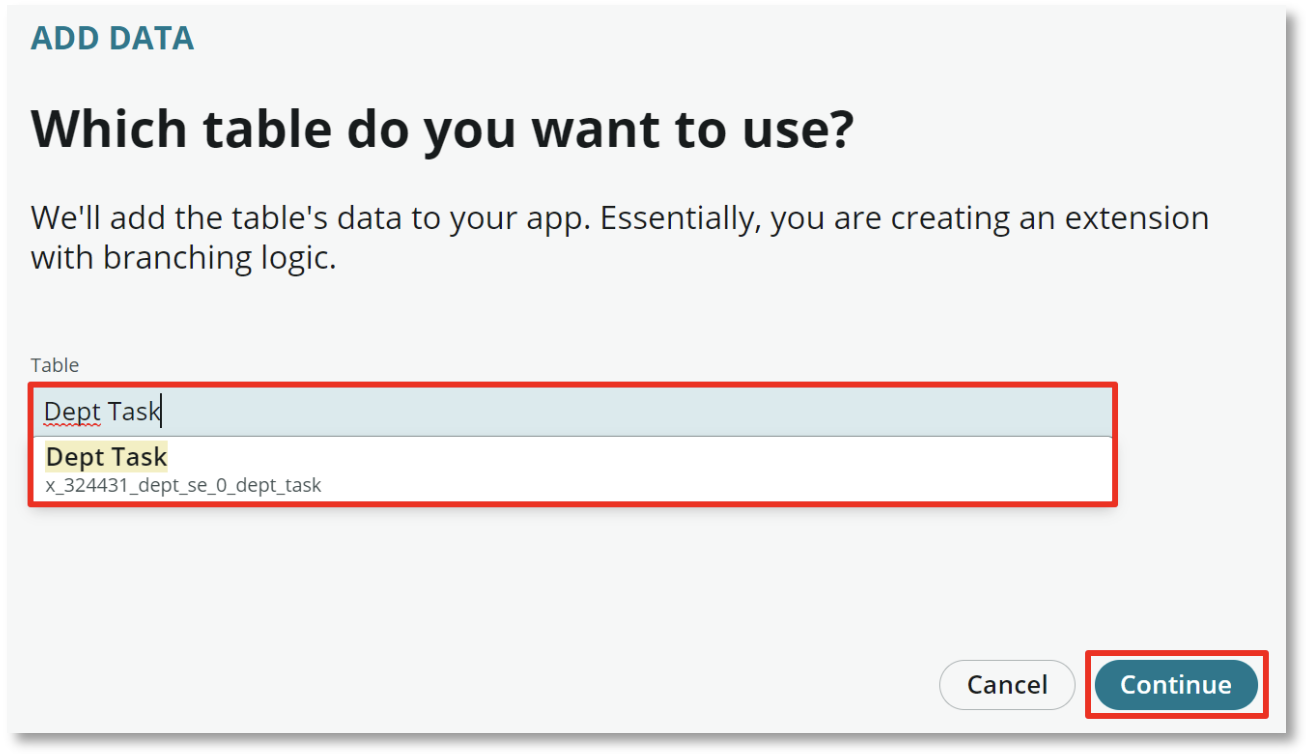 ADD DATA
Which table do you want to use?
We'll add the table's data to your app. Essentially, you are creating an extension
with branching logic.
Table
Dept Task
Dept Task
x_324431_dept_se_0_dept_task
Cancel
Continue